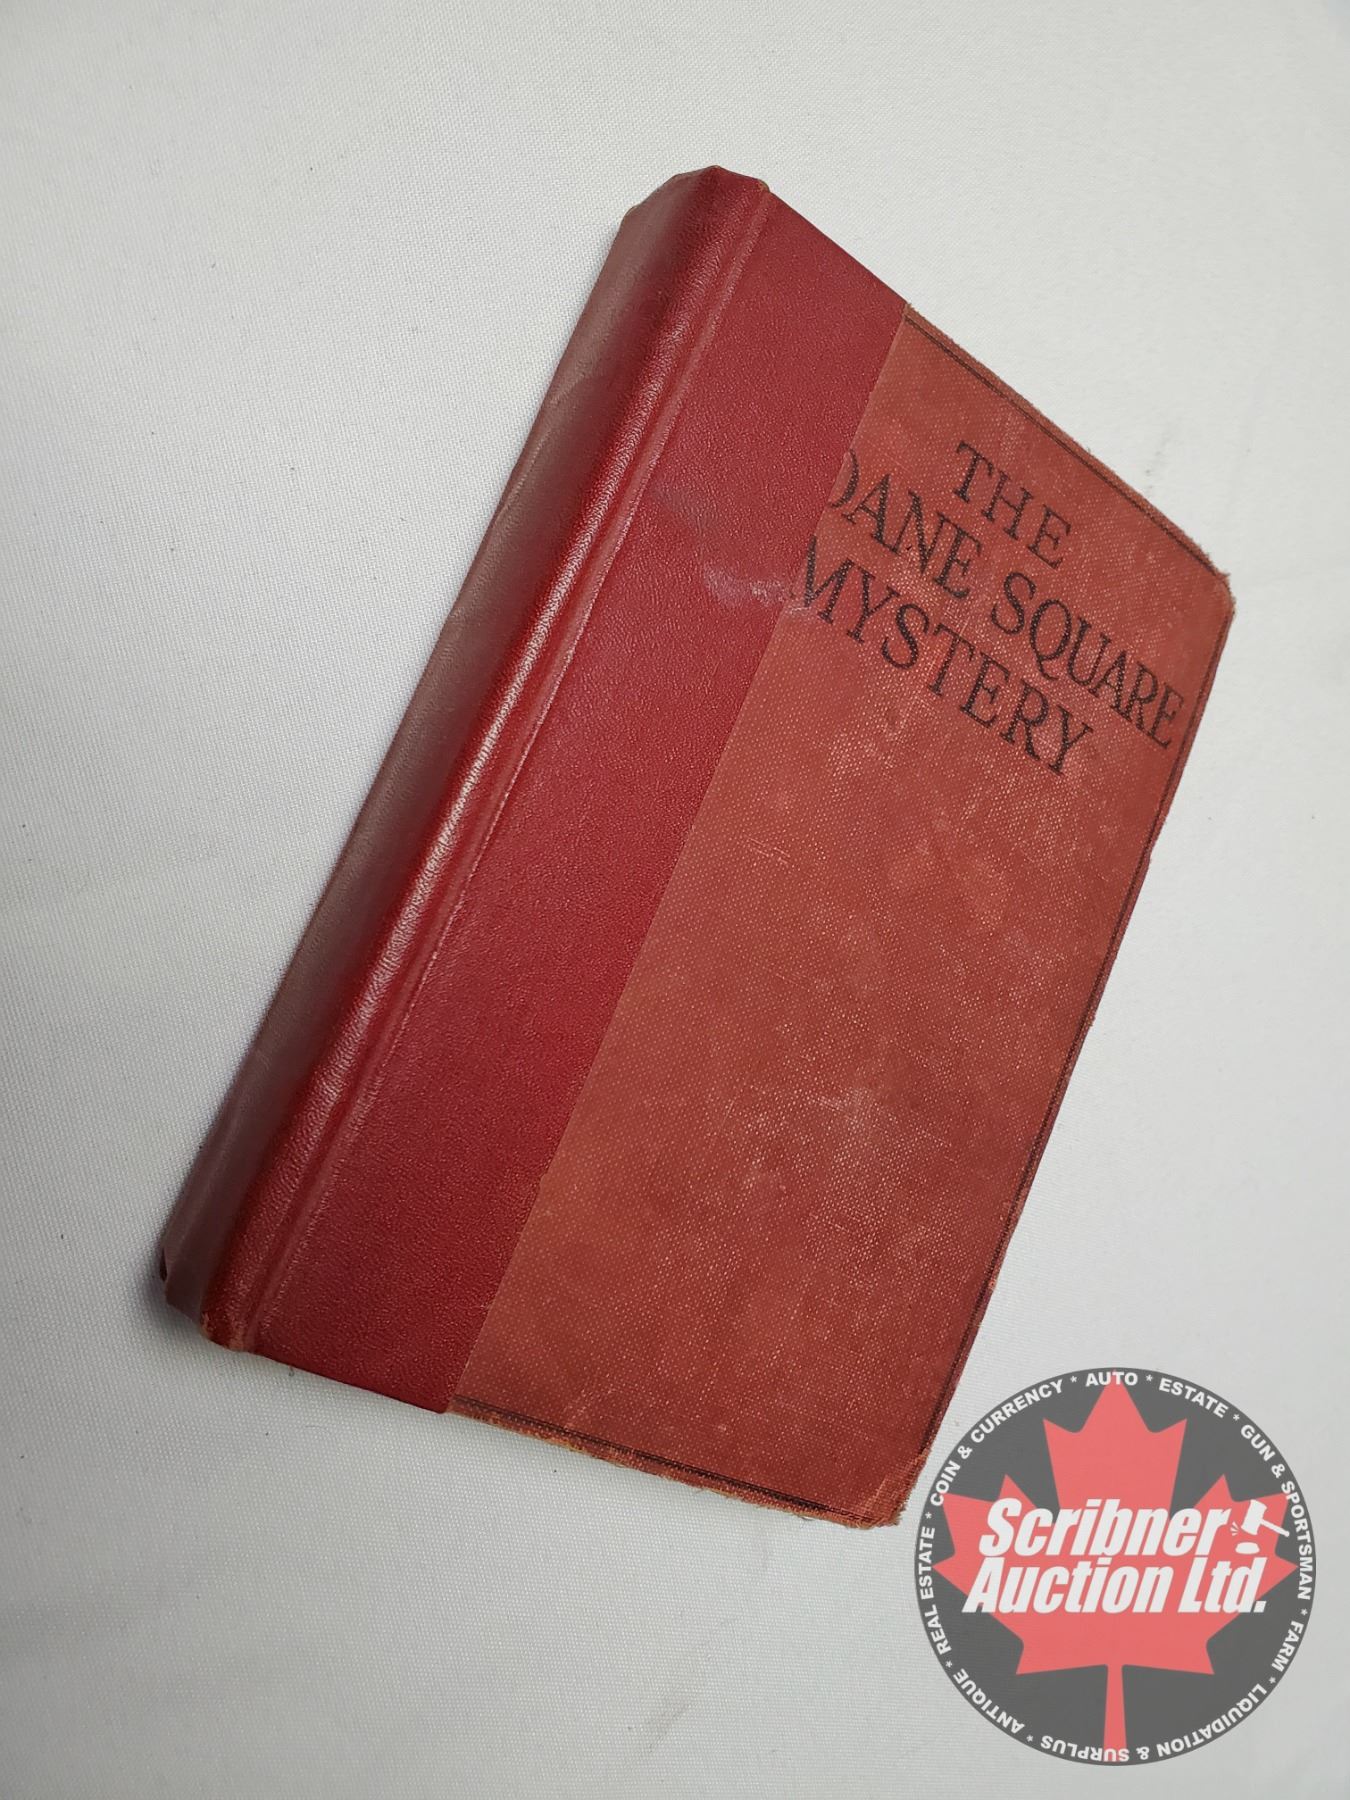 THE
DANE SQUARE
MYSTERY
REAL ESTATE * COIN & CURRENCY * AUTO * ESTATE * GUN & SPORTSMAN * FARM * LIQUIDATION & SURPLUS * ANTIQUE *
Scribner
Auction Ltd.